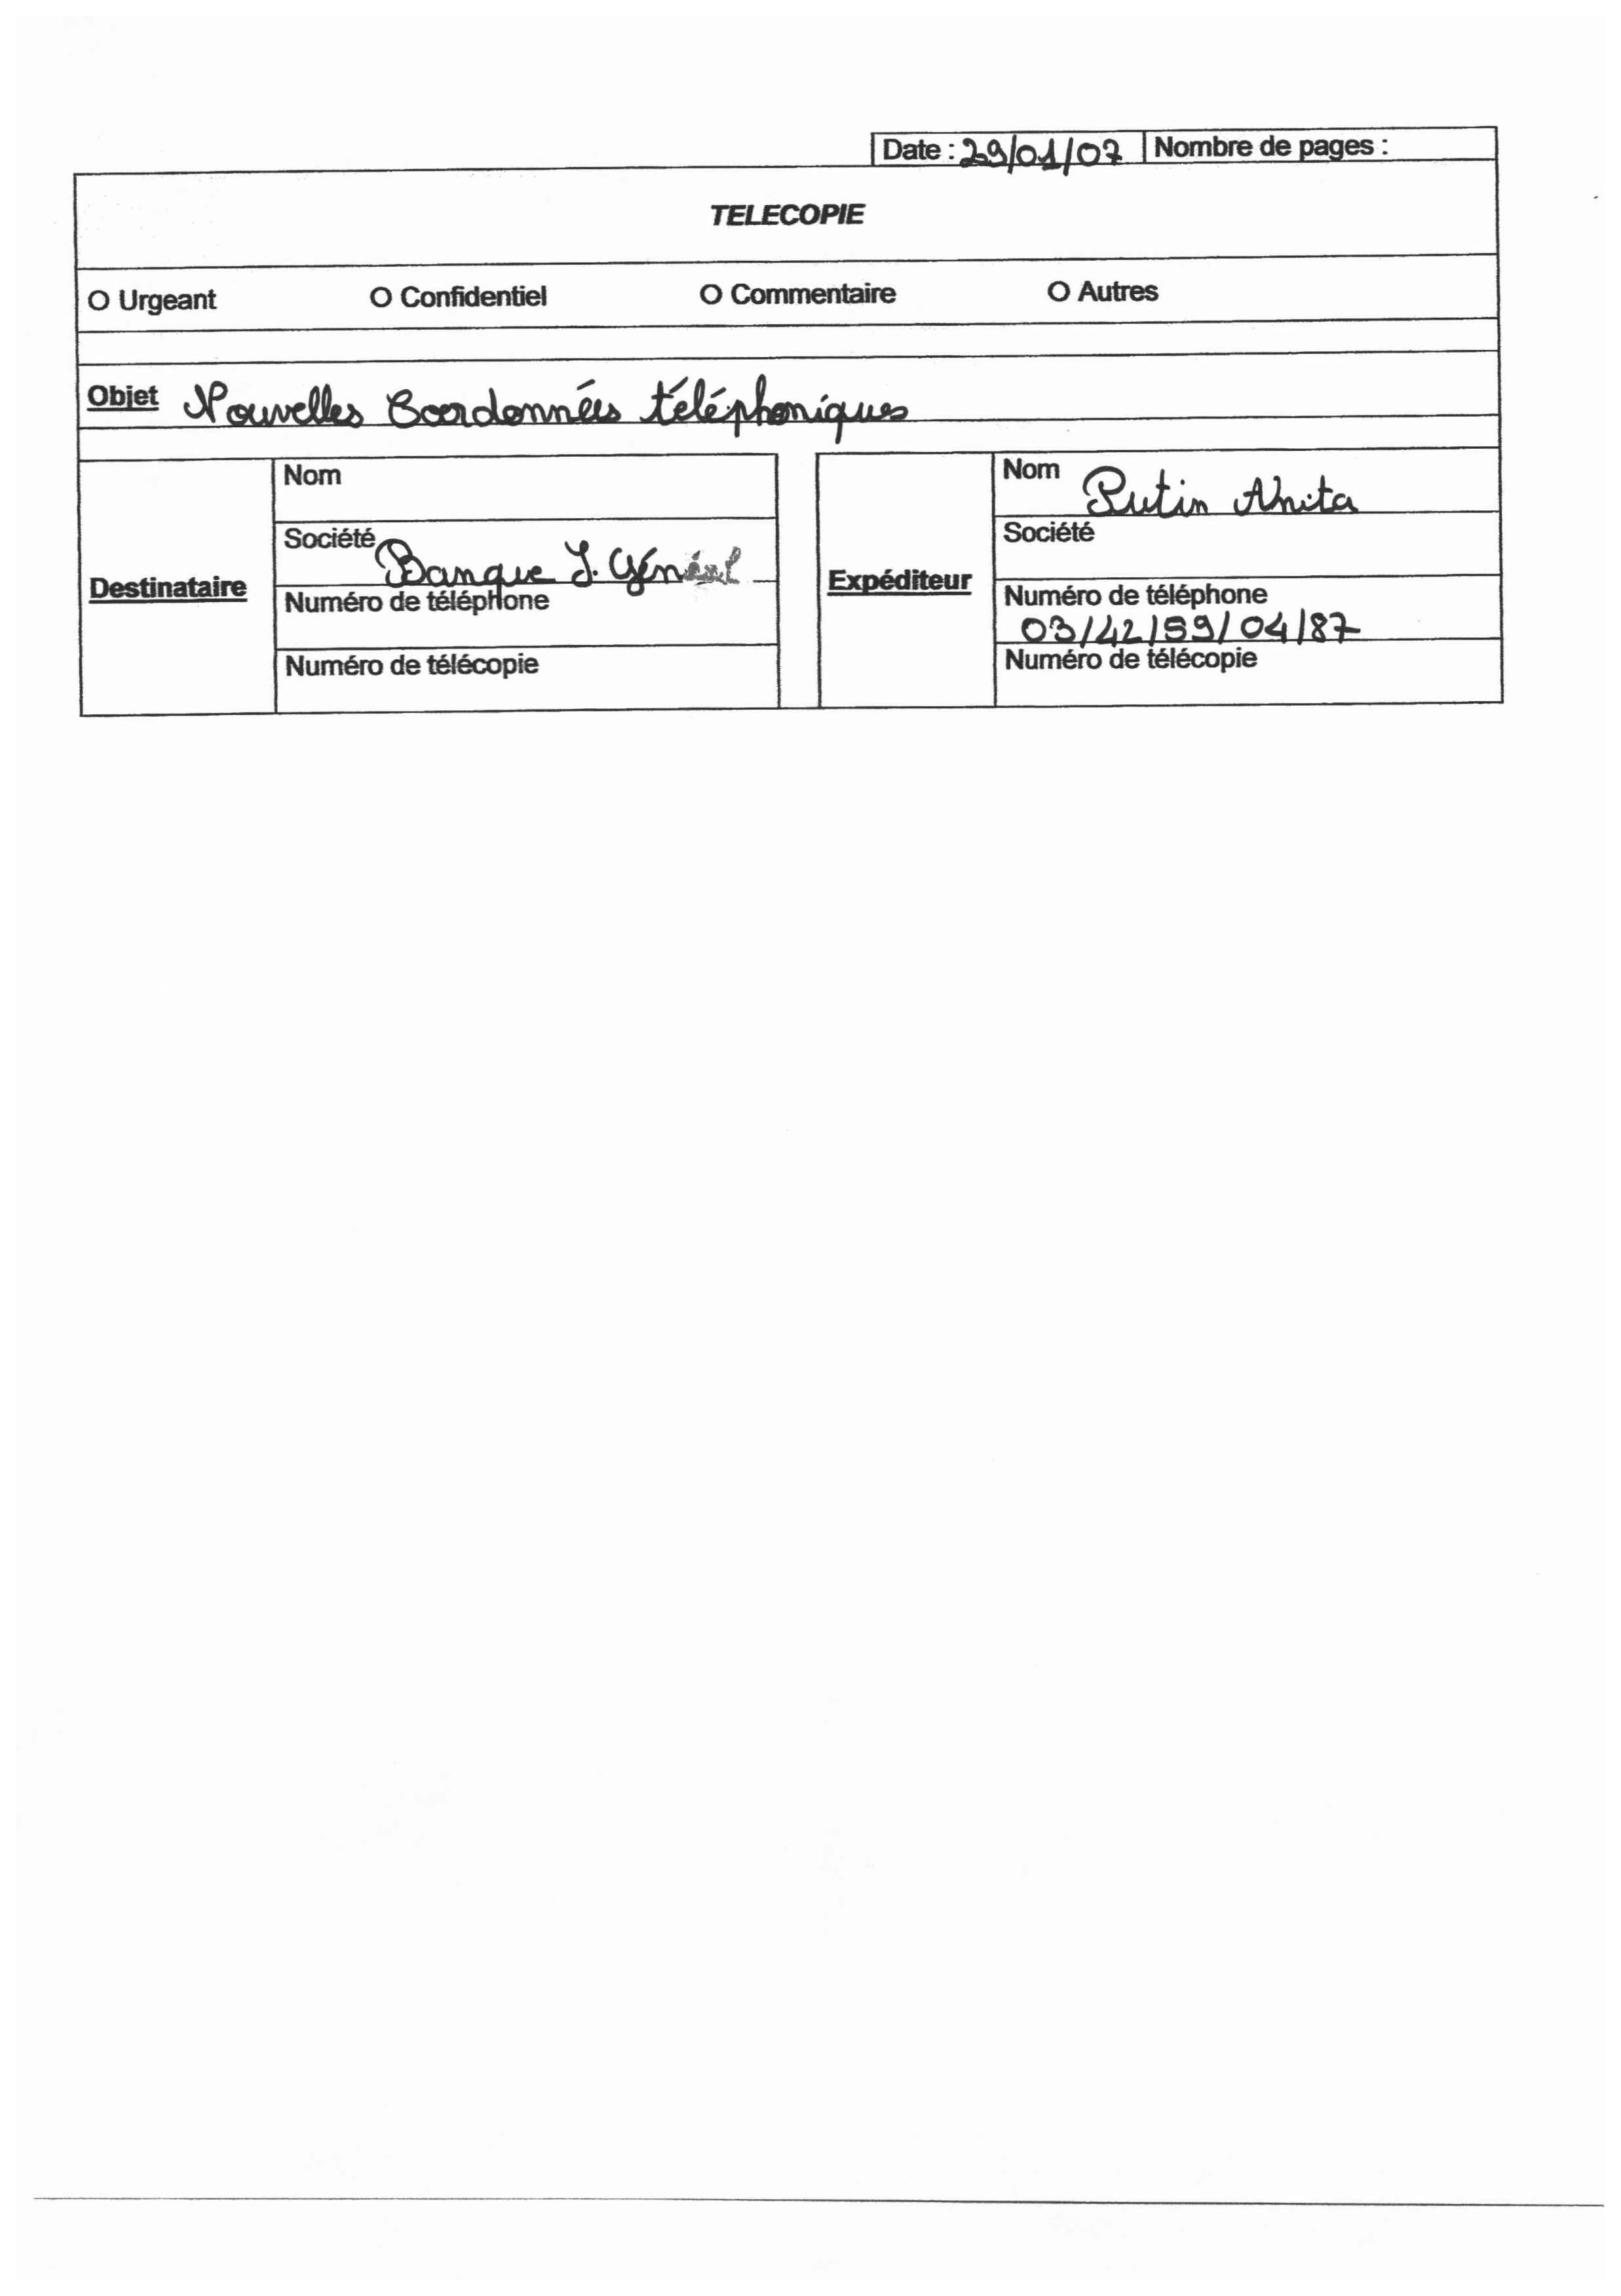 Date : 29/01/07 Nombre de pages :
TELECOPIE
O Urgeant O Confidentiel O Commentaire O Autres
Objet Nouvelles Coordonnées téléphoniques
Destinataire
Nom
Société Banque S. Général
Numéro de téléphone
Numéro de télécopie
Expéditeur
Nom Putin Anita
Société
Numéro de téléphone
03/42/59/04/87
Numéro de télécopie